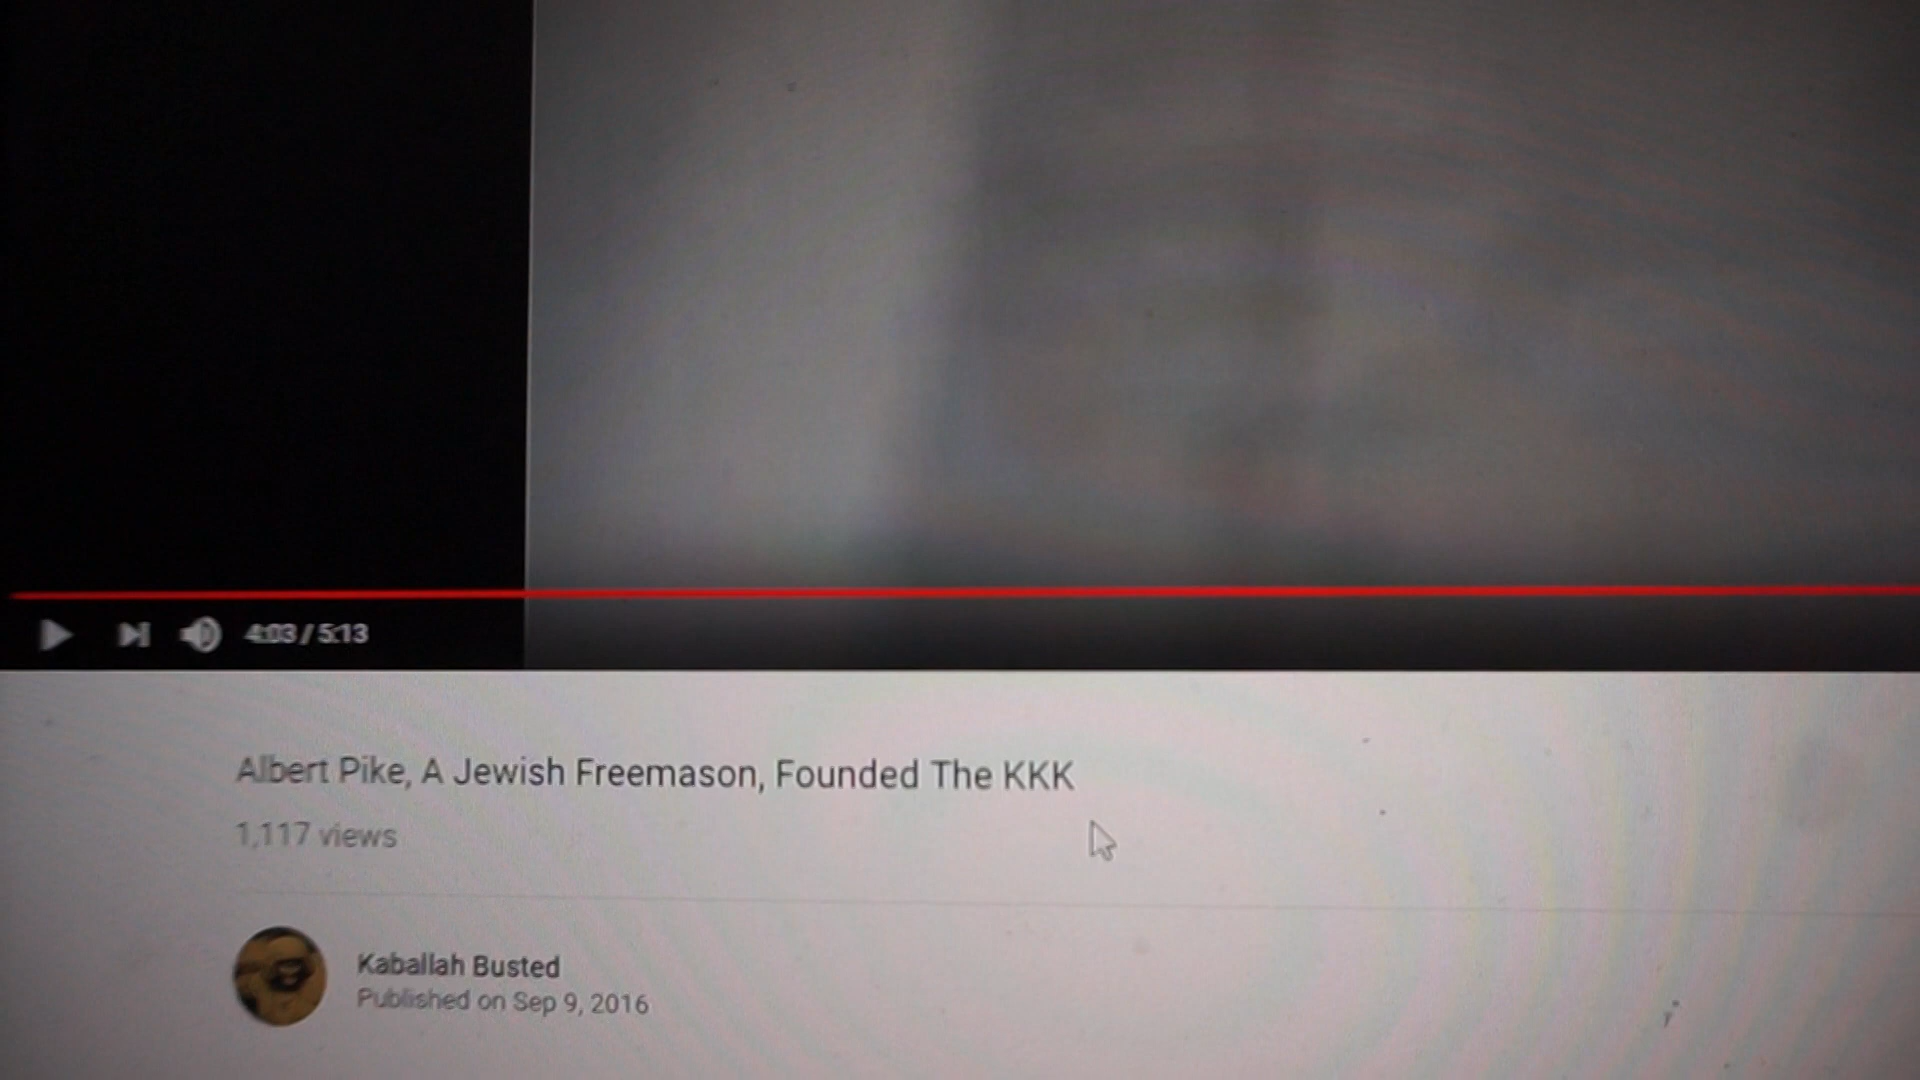 4:03 / 5:13
Albert Pike, A Jewish Freemason, Founded The KKK
1,117 views
Kaballah Busted
Published on Sep 9, 2016